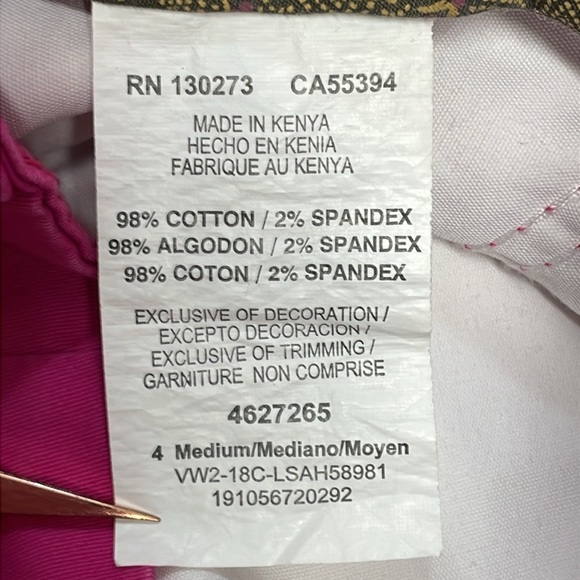 RN 130273 CA55394
MADE IN KENYA
HECHO EN KENIA
FABRIQUE AU KENYA
98% COTTON / 2% SPANDEX
98% ALGODON / 2% SPANDEX
98% COTON / 2% SPANDEX
EXCLUSIVE OF DECORATION /
EXCEPTO DECORACION /
EXCLUSIVE OF TRIMMING /
GARNITURE NON COMPRISE
4627265
4 Medium/Mediano/Moyen
VW2-18C-LSAH58981
191056720292